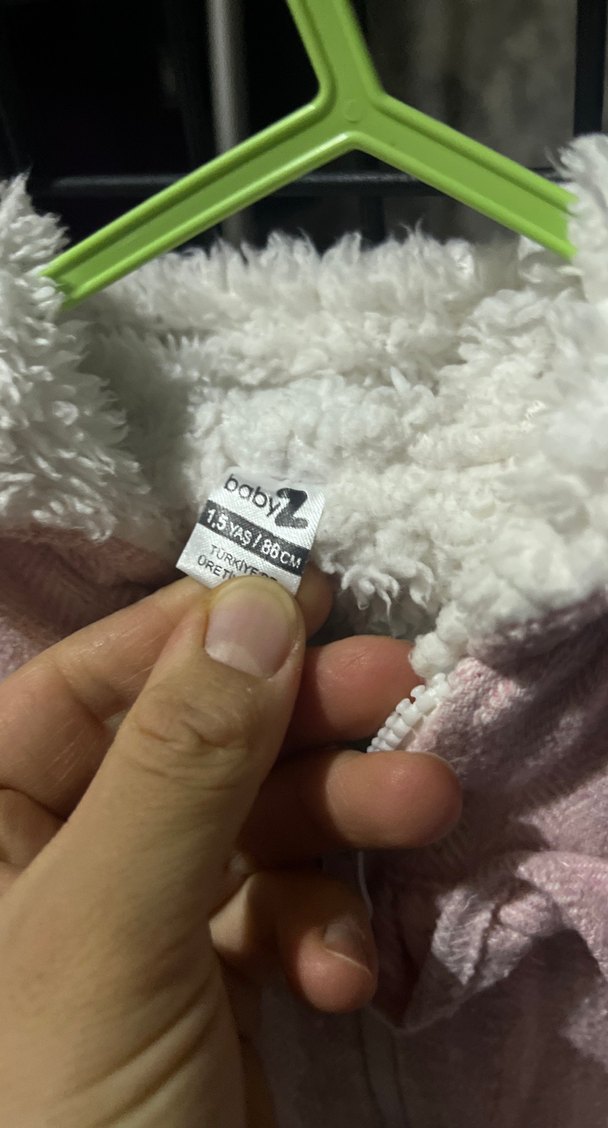 babyZ
1,5 YAŞ / 86 CM
TÜRKİYE'DE